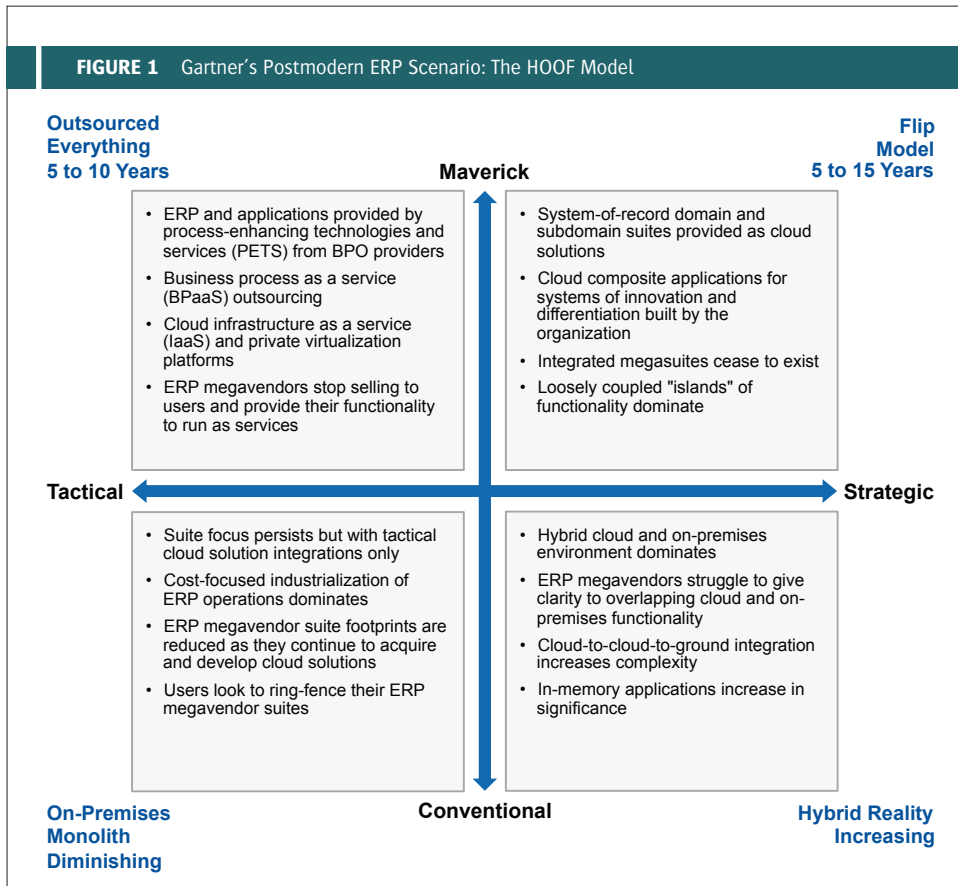 FIGURE 1 Gartner's Postmodern ERP Scenario: The HOOF Model
Outsourced
Everything
5 to 10 Years
Flip
Model
5 to 15 Years
Maverick
• ERP and applications provided by
process-enhancing technologies and
services (PETS) from BPO providers
• Business process as a service
(BPaaS) outsourcing
• Cloud infrastructure as a service
(IaaS) and private virtualization
platforms
• ERP megavendors stop selling to
users and provide their functionality
to run as services
• System-of-record domain and
subdomain suites provided as cloud
solutions
• Cloud composite applications for
systems of innovation and
differentiation built by the
organization
• Integrated megasuites cease to exist
• Loosely coupled "islands" of
functionality dominate
Tactical
Strategic
• Suite focus persists but with tactical
cloud solution integrations only
• Cost-focused industrialization of
ERP operations dominates
• ERP megavendor suite footprints are
reduced as they continue to acquire
and develop cloud solutions
• Users look to ring-fence their ERP
megavendor suites
• Hybrid cloud and on-premises
environment dominates
• ERP megavendors struggle to give
clarity to overlapping cloud and on-
premises functionality
• Cloud-to-cloud-to-ground integration
increases complexity
• In-memory applications increase in
significance
Conventional
On-Premises
Monolith
Diminishing
Hybrid Reality
Increasing